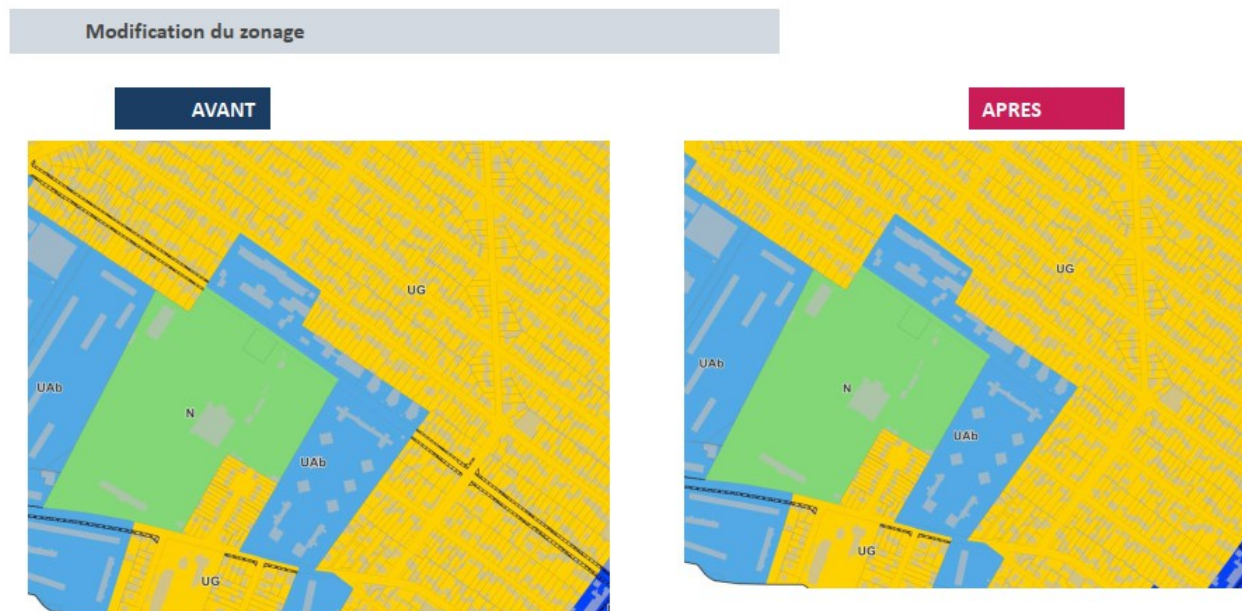 Modification du zonage
AVANT
APRES
UG
UAb
N
UAb
UG
UG
UAb
N
UAb
UG